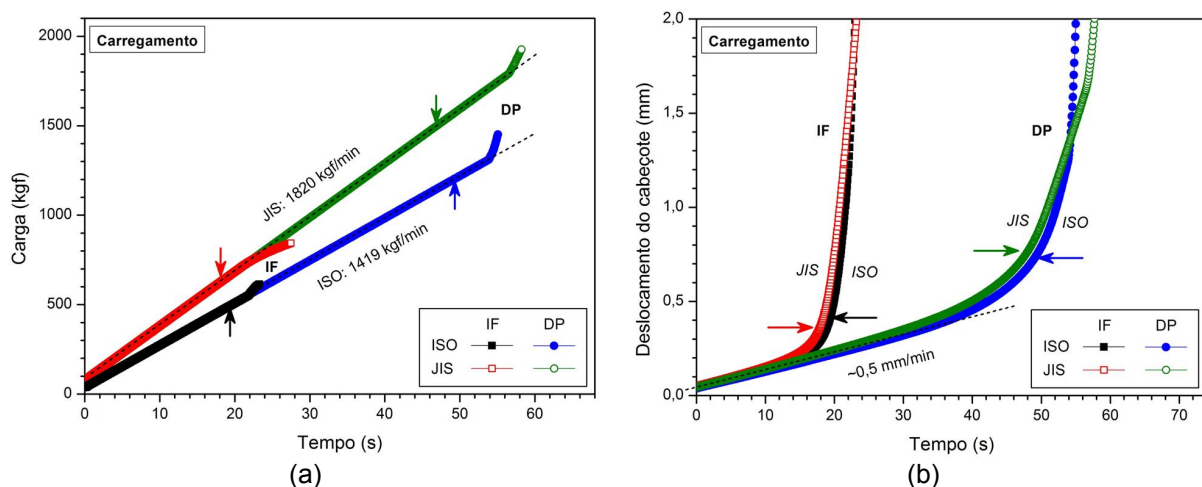 Carregamento
Carga (kgf)
2000
1500
1000
500
0
0 10 20 30 40 50 60
Tempo (s)
JIS: 1820 kgf/min
ISO: 1419 kgf/min
DP
IF
IF DP
ISO
JIS
(a)
Carregamento
Deslocamento do cabeçote (mm)
2,0
1,5
1,0
0,5
0,0
0 10 20 30 40 50 60 70
Tempo (s)
IF
DP
JIS
ISO
JIS
ISO
~0,5 mm/min
IF DP
ISO
JIS
(b)